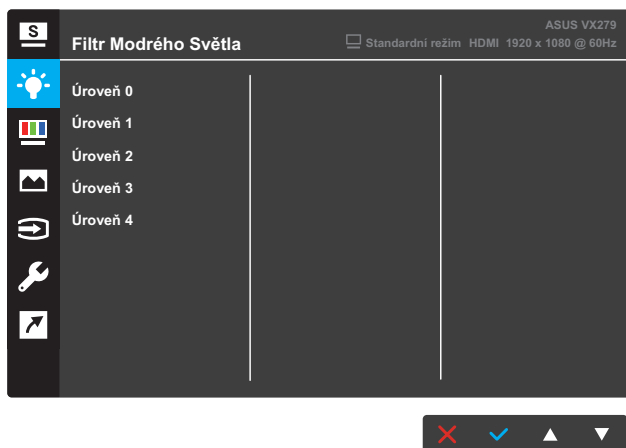 S
ASUS VX279
Filtr Modrého Světla
Standardní režim HDMI 1920 x 1080 @ 60Hz
Úroveň 0
Úroveň 1
Úroveň 2
Úroveň 3
Úroveň 4